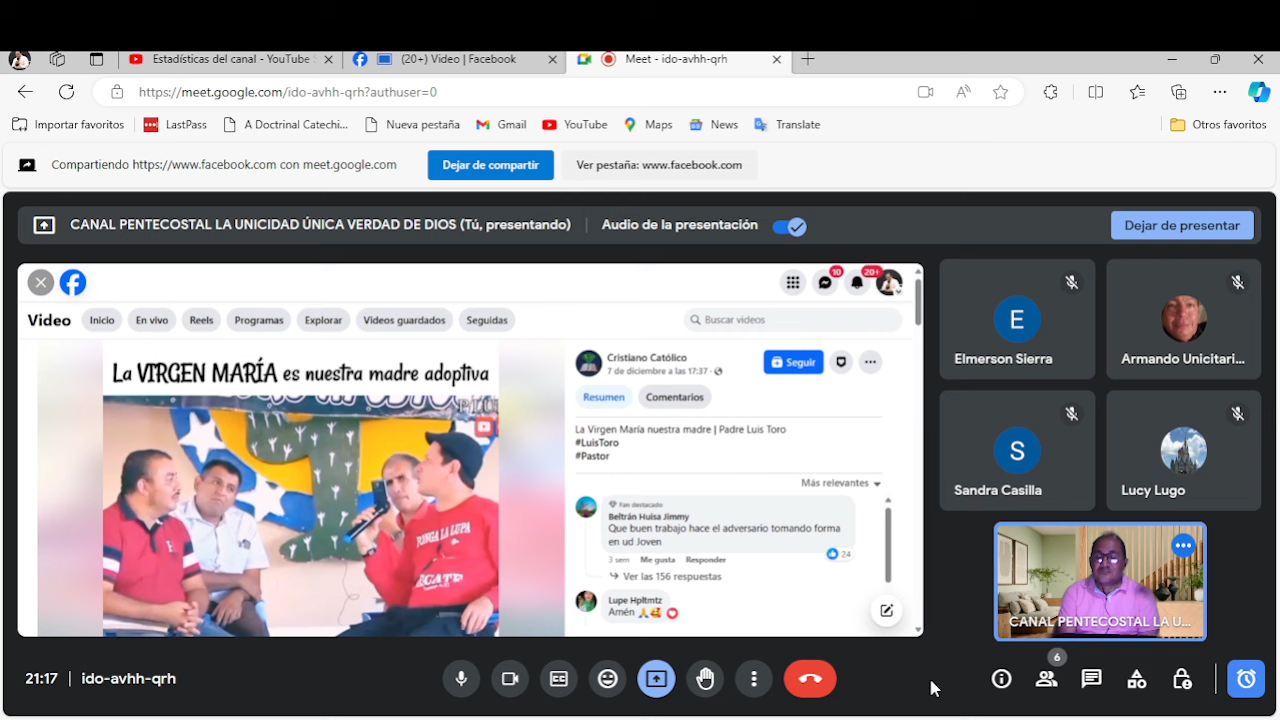 Estadísticas del canal - YouTube S
(20+) Video | Facebook
Meet - ido-avhh-qrh
https://meet.google.com/ido-avhh-qrh?authuser=0
Importar favoritos
LastPass
A Doctrinal Catechi...
Nueva pestaña
Gmail
YouTube
Maps
News
Translate
Otros favoritos
Compartiendo https://www.facebook.com con meet.google.com
Dejar de compartir
Ver pestaña: www.facebook.com
CANAL PENTECOSTAL LA UNICIDAD ÚNICA VERDAD DE DIOS (Tú, presentando)
Audio de la presentación
Dejar de presentar
10
20+
Video
Inicio
En vivo
Reels
Programas
Explorar
Videos guardados
Seguidas
Buscar videos
La VIRGEN MARÍA es nuestra madre adoptiva
Cristiano Católico
7 de diciembre a las 17:37
Seguir
Resumen
Comentarios
La Virgen María nuestra madre | Padre Luis Toro
#LuisToro
#Pastor
Más relevantes
Fan destacado
Beltrán Huisa Jimmy
Que buen trabajo hace el adversario tomando forma
en ud Joven
24
3 sem
Me gusta
Responder
Ver las 156 respuestas
Lupe Hpltmtz
Amén 🙏🥰
E
Elmerson Sierra
Armando Unicitari...
S
Sandra Casilla
Lucy Lugo
CANAL PENTECOSTAL LA U...
21:17
ido-avhh-qrh
6